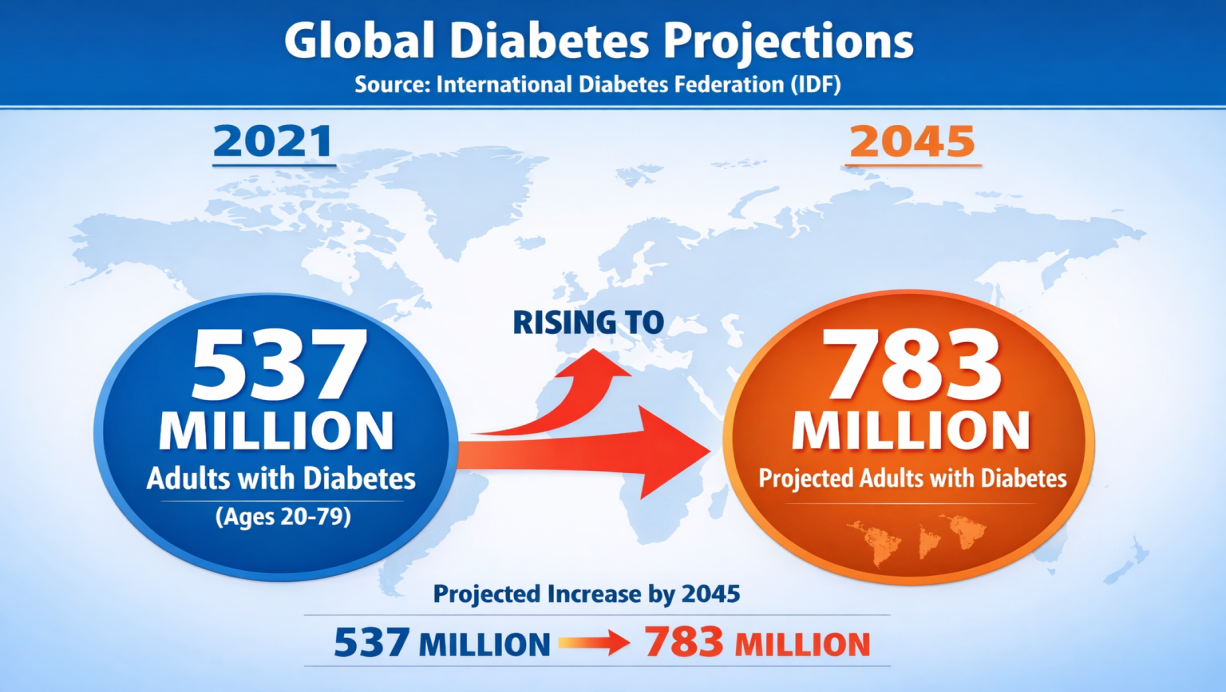 Global Diabetes Projections
Source: International Diabetes Federation (IDF)
2021
2045
537
MILLION
Adults with Diabetes
(Ages 20-79)
RISING TO
783
MILLION
Projected Adults with Diabetes
Projected Increase by 2045
537 MILLION 783 MILLION